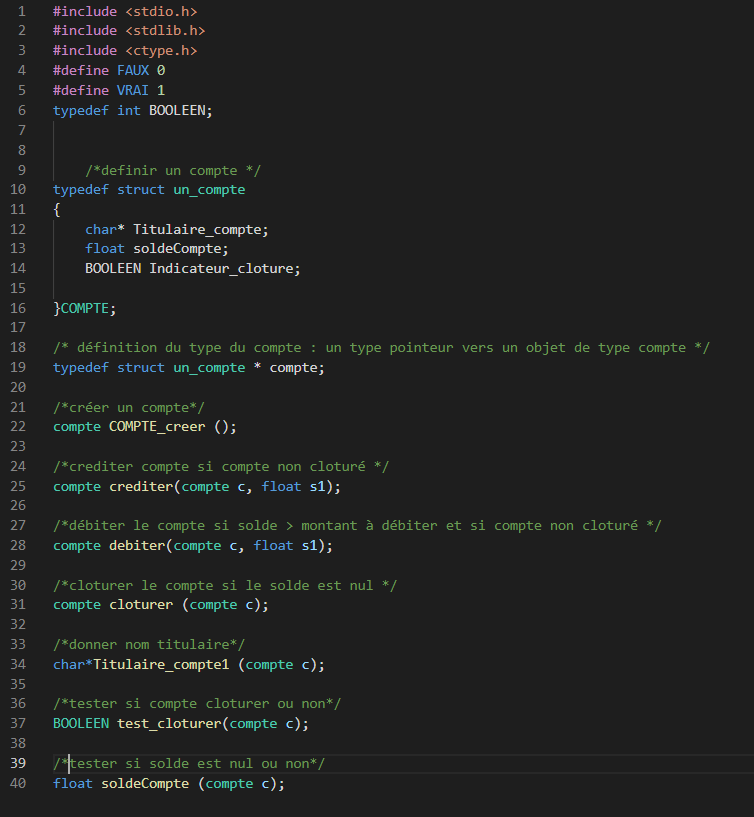 1 #include <stdio.h>
2 #include <stdlib.h>
3 #include <ctype.h>
4 #define FAUX 0
5 #define VRAI 1
6 typedef int BOOLEEN;
7
8
9 /*definir un compte */
10 typedef struct un_compte
11 {
12 char* Titulaire_compte;
13 float soldeCompte;
14 BOOLEEN Indicateur_cloture;
15
16 }COMPTE;
17
18 /* définition du type du compte : un type pointeur vers un objet de type compte */
19 typedef struct un_compte * compte;
20
21 /*créer un compte*/
22 compte COMPTE_creer ();
23
24 /*crediter compte si compte non cloturé */
25 compte crediter(compte c, float s1);
26
27 /*débiter le compte si solde > montant à débiter et si compte non cloturé */
28 compte debiter(compte c, float s1);
29
30 /*cloturer le compte si le solde est nul */
31 compte cloturer (compte c);
32
33 /*donner nom titulaire*/
34 char*Titulaire_compte1 (compte c);
35
36 /*tester si compte cloturer ou non*/
37 BOOLEEN test_cloturer(compte c);
38
39 /*tester si solde est nul ou non*/
40 float soldeCompte (compte c);